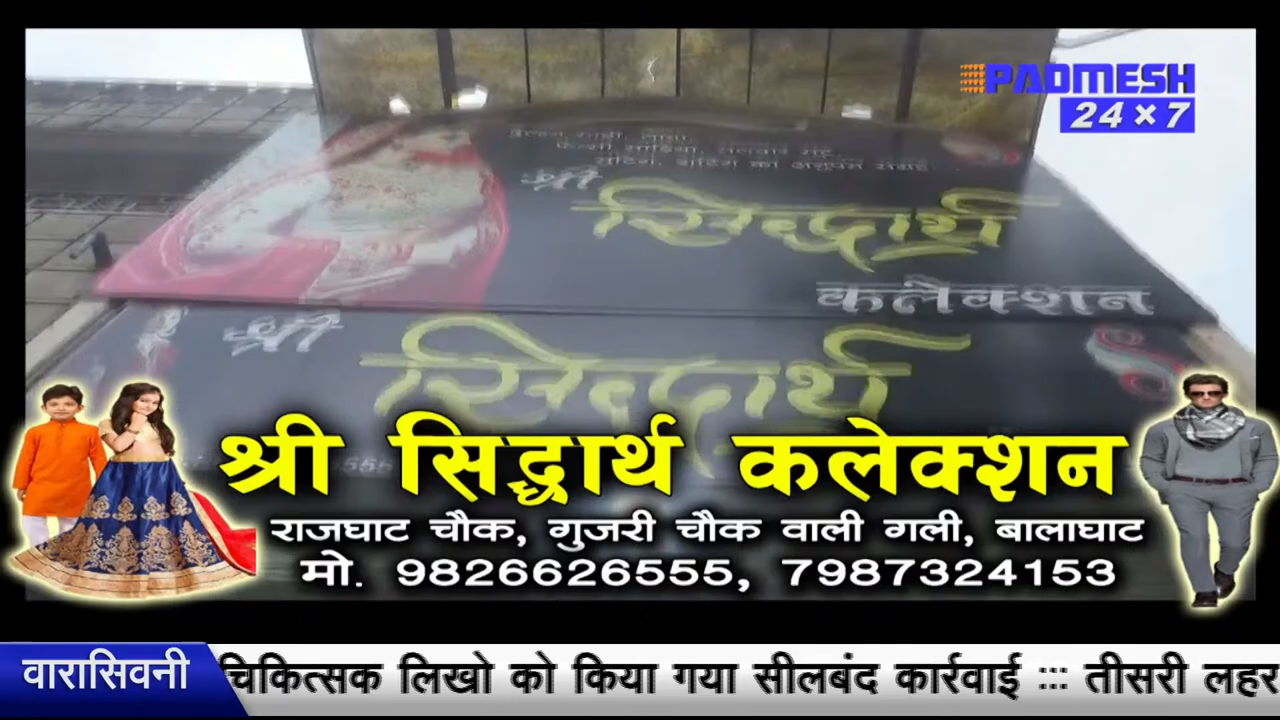 PADMESH
24×7
श्री
सिद्धार्थ
कलेक्शन
श्री
सिद्धार्थ
श्री सिद्धार्थ कलेक्शन
राजघाट चौक, गुजरी चौक वाली गली, बालाघाट
मो. 9826626555, 7987324153
वारासिवनी
चिकित्सक लिखो को किया गया सीलबंद कार्रवाई ::: तीसरी लहर